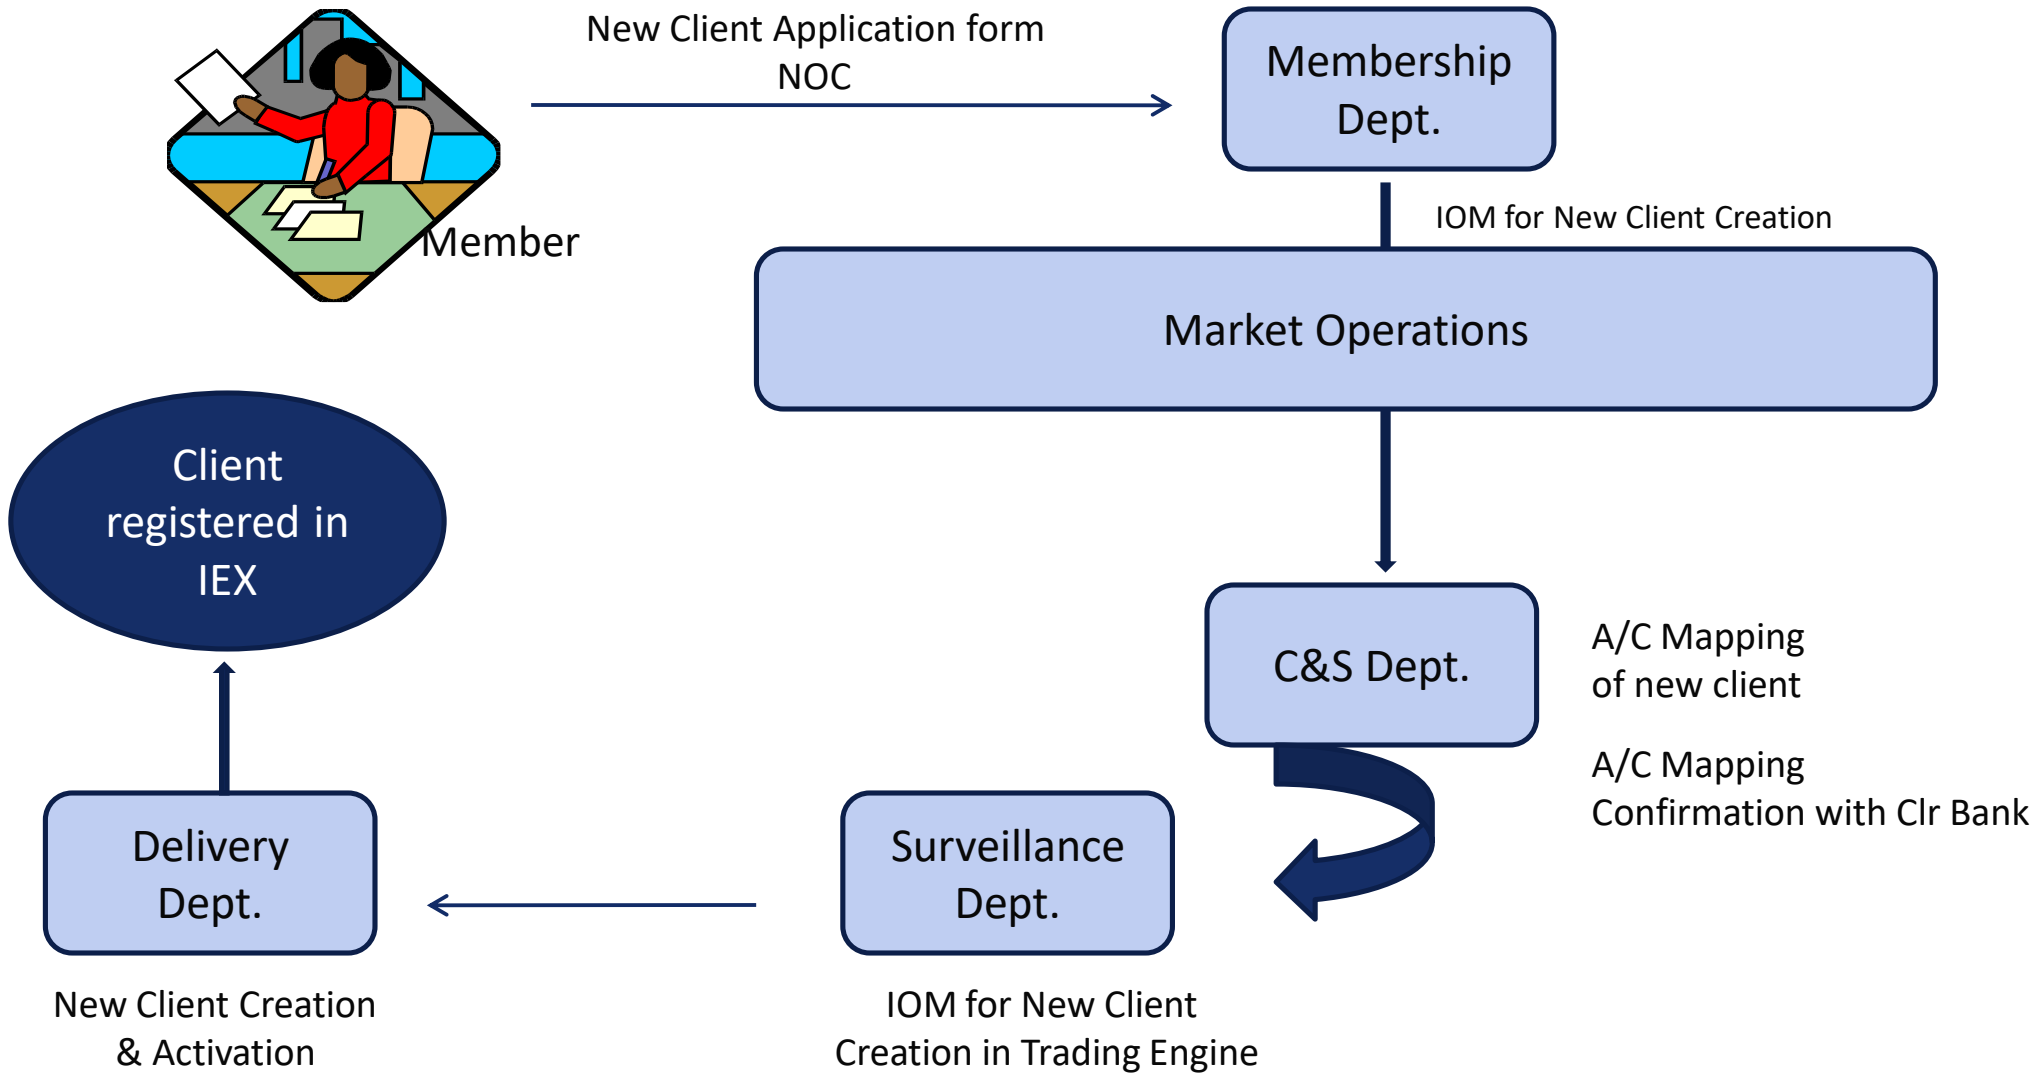 New Client Application form
NOC
Membership
Dept.
Member
IOM for New Client Creation
Market Operations
Client
registered in
IEX
C&S Dept.
A/C Mapping
of new client
A/C Mapping
Confirmation with Clr Bank
Delivery
Dept.
Surveillance
Dept.
New Client Creation
& Activation
IOM for New Client
Creation in Trading Engine